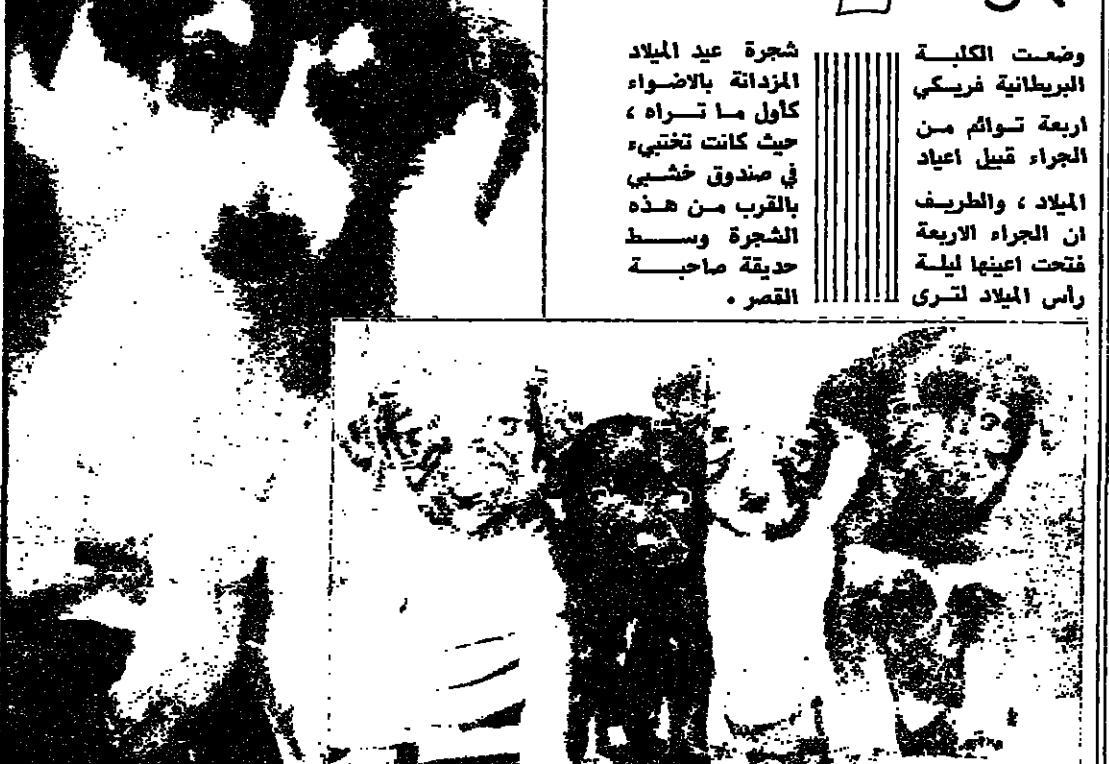 وضعت الكلبة
البريطانية فريكي
اربعة توائم من
الجراء قبيل اعياد
الميلاد ، والطريف
ان الجراء الاربعة
فتحت اعينها ليلة
رأس الميلاد لترى
شجرة عيد الميلاد
المزدانة بالاضواء
كأول ما تراه ،
حيث كانت تختبيء
في صندوق خشبي
بالقرب من هذه
الشجرة وسط
حديقة صاحبة
القصر .